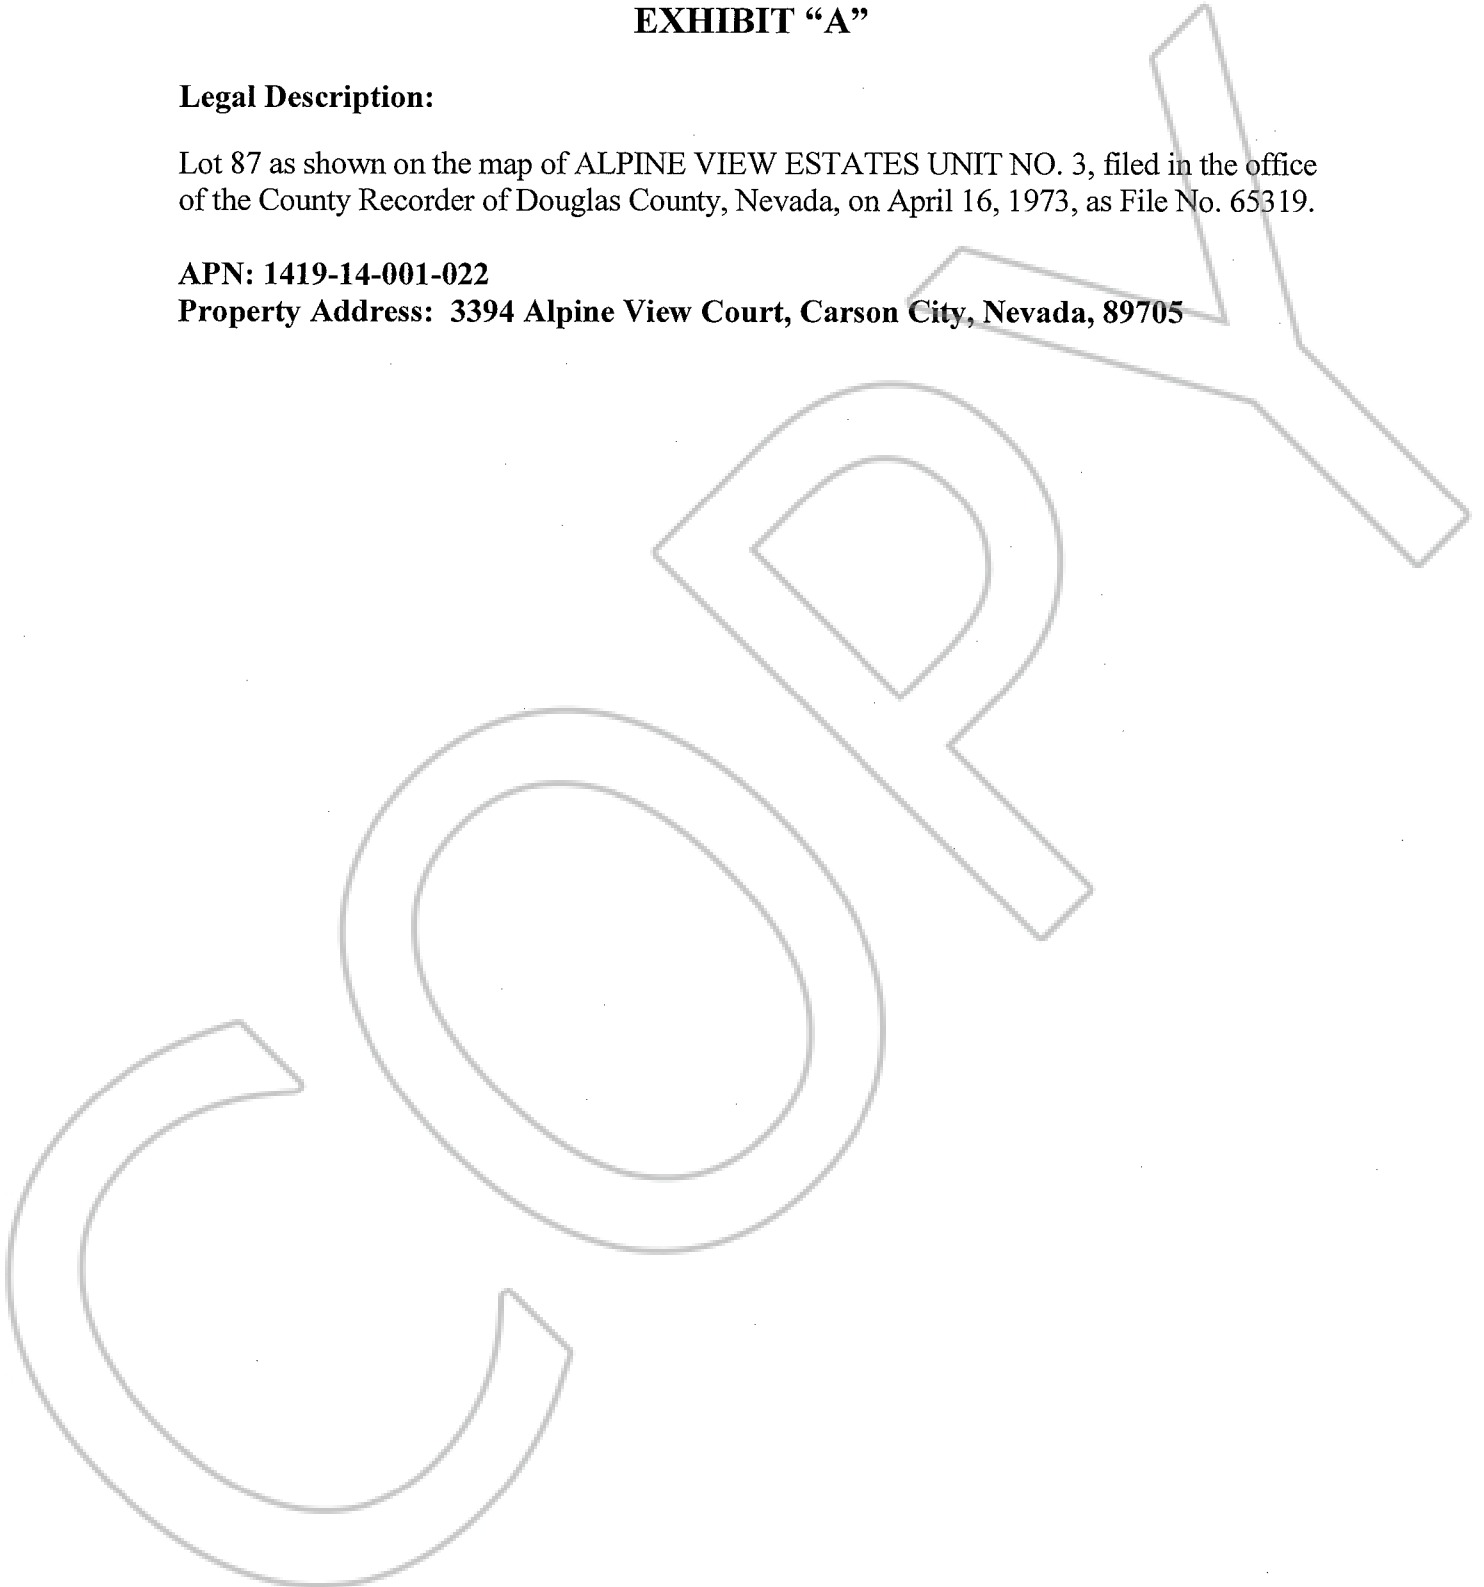 EXHIBIT “A”
Legal Description:
Lot 87 as shown on the map of ALPINE VIEW ESTATES UNIT NO. 3, filed in the office
of the County Recorder of Douglas County, Nevada, on April 16, 1973, as File No. 65319.
APN: 1419-14-001-022
Property Address:  3394 Alpine View Court, Carson City, Nevada, 89705
COPY